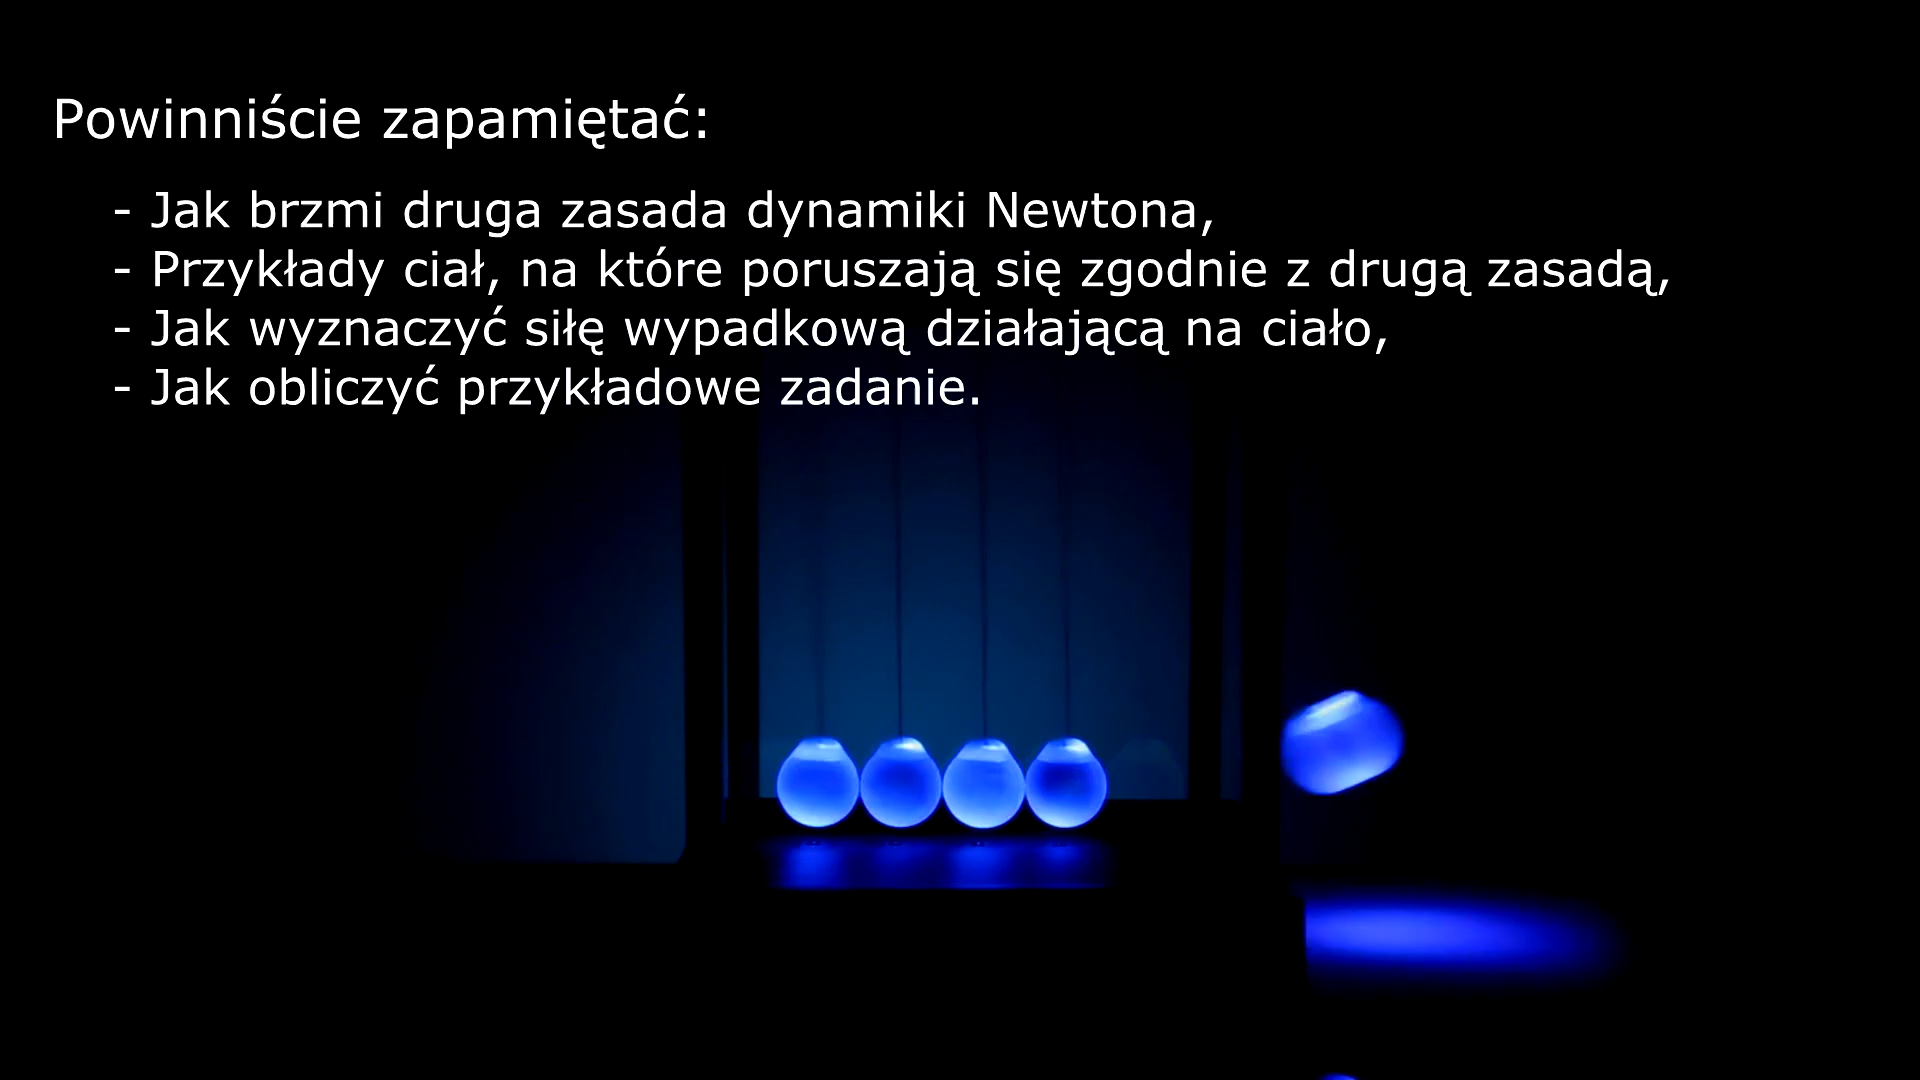 Powinniście zapamiętać:
- Jak brzmi druga zasada dynamiki Newtona,
- Przykłady ciał, na które poruszają się zgodnie z drugą zasadą,
- Jak wyznaczyć siłę wypadkową działającą na ciało,
- Jak obliczyć przykładowe zadanie.